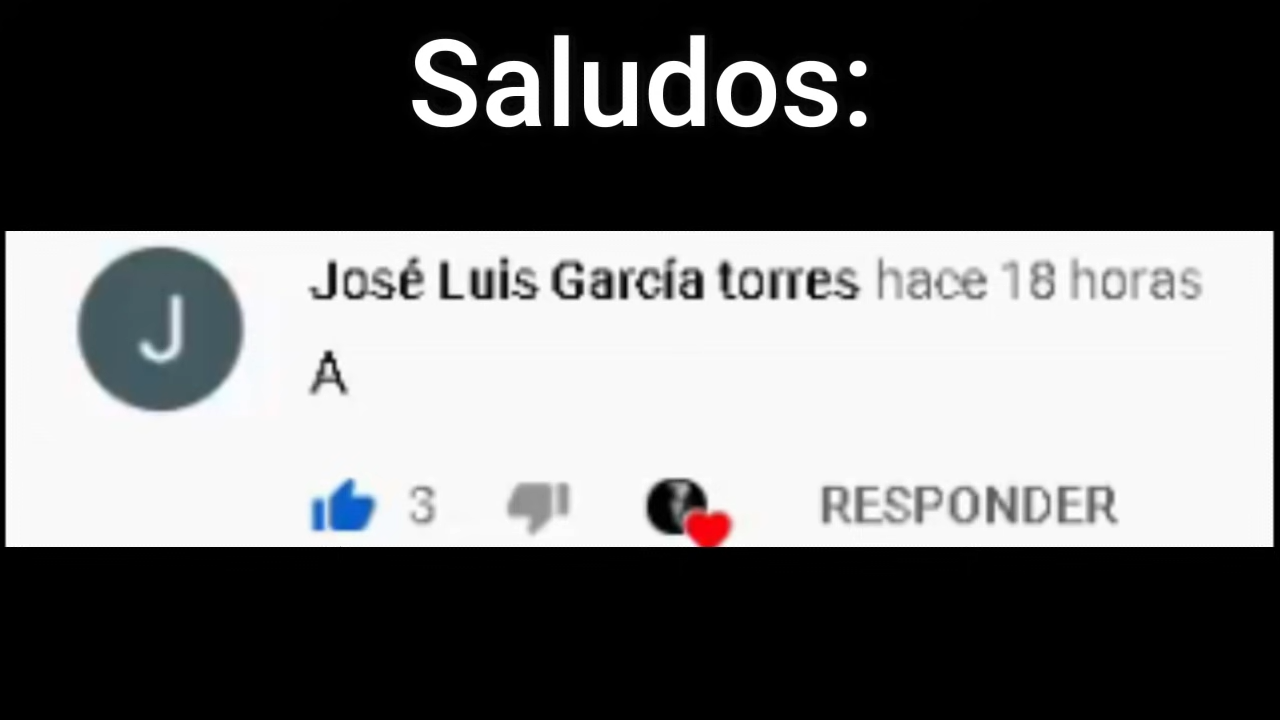 Saludos:
J
José Luis García torres hace 18 horas
A
3
RESPONDER